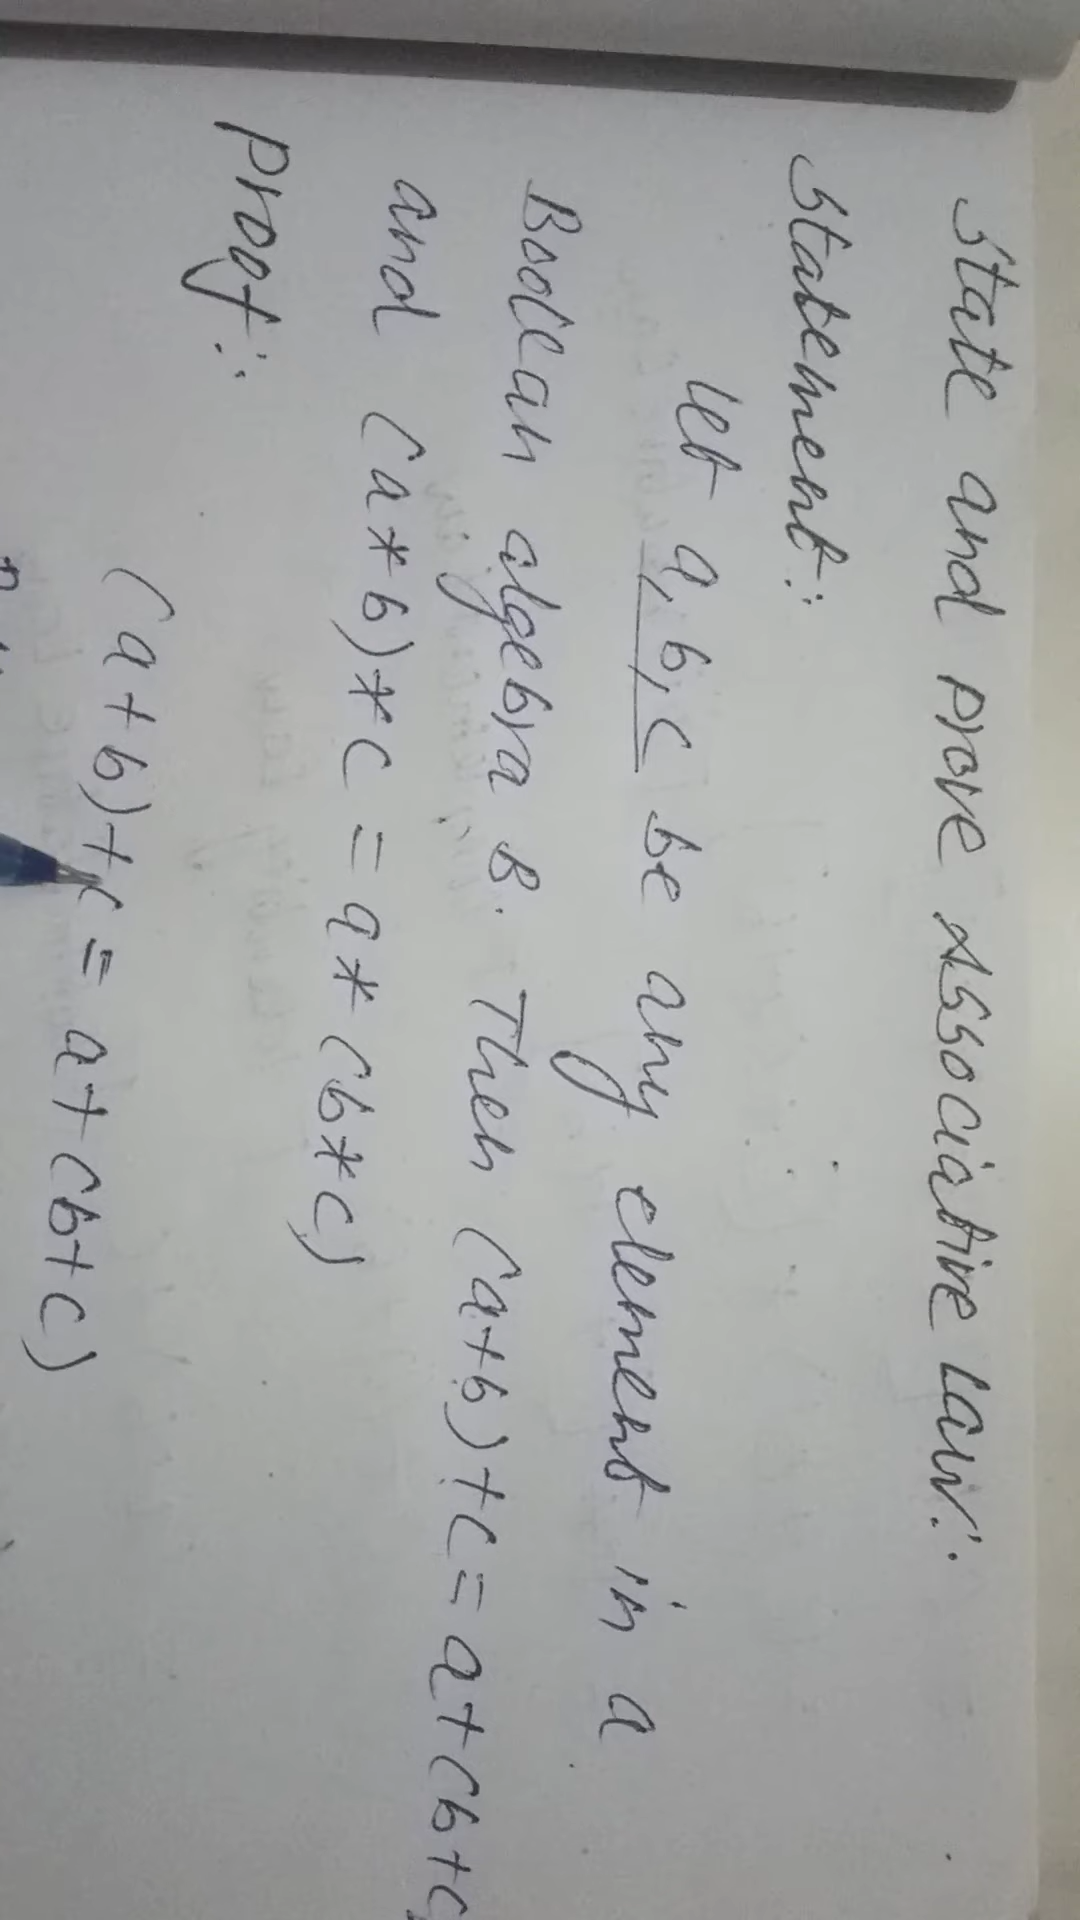 State and prove Associative Law:
Statement:
Let a, b, c be any element in a
Boolean algebra B. Then (a+b)+c = a+(b+c
and (a*b)*c = a*(b*c)
Proof:
(a+b)+c = a+(b+c)